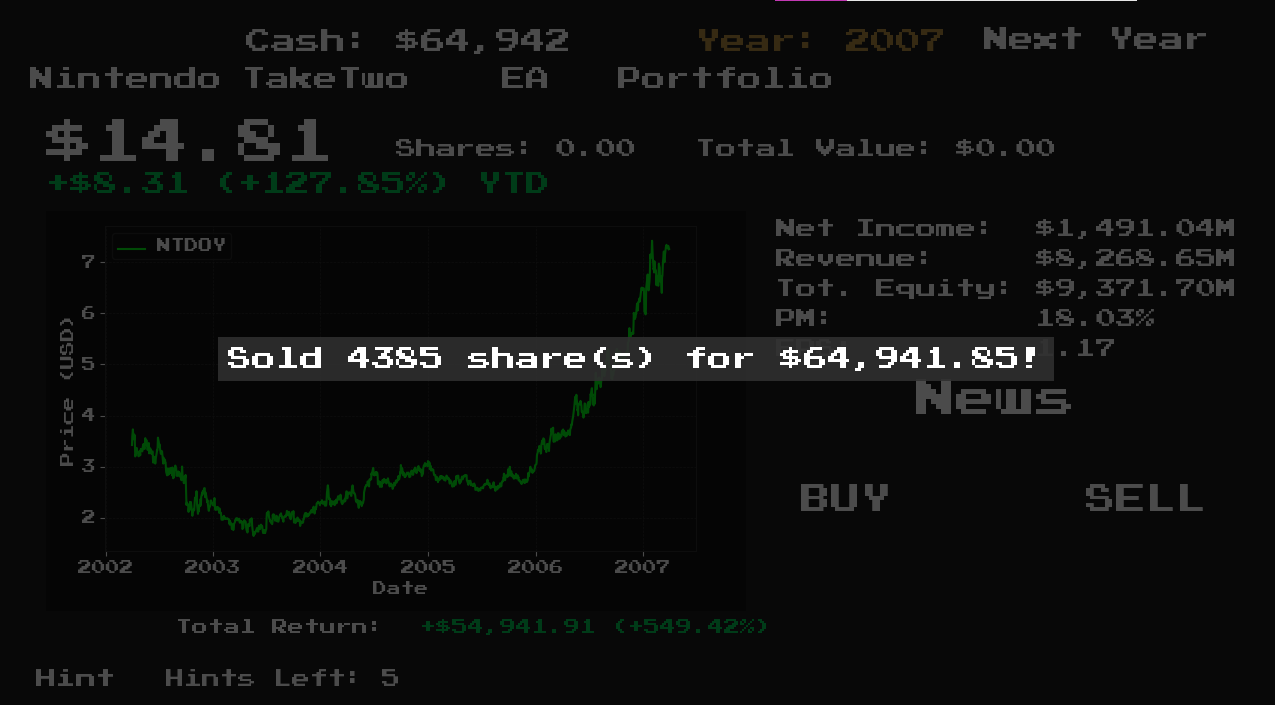 Cash: $64,942 Year: 2007 Next Year
Nintendo TakeTwo EA Portfolio
$14.81 Shares: 0.00 Total Value: $0.00
+$8.31 (+127.85%) YTD
NTDOY
7
6
5
4
3
2
Price (USD)
2002 2003 2004 2005 2006 2007
Date
Net Income: $1,491.04M
Revenue: $8,268.65M
Tot. Equity: $9,371.70M
PM: 18.03%
1.17
Sold 4385 share(s) for $64,941.85!
News
BUY SELL
Total Return: +$54,941.91 (+549.42%)
Hint Hints Left: 5